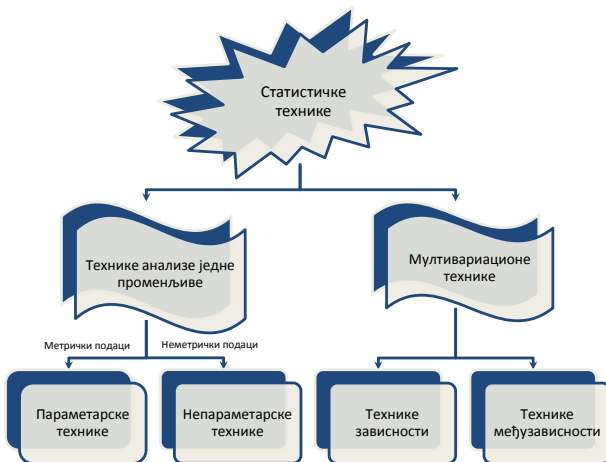 Статистичке
технике
Технике анализе једне
променљиве
Мултивариационе
технике
Метрички подаци
Неметрички подаци
Параметарске
технике
Непараметарске
технике
Технике
зависности
Технике
међузависности